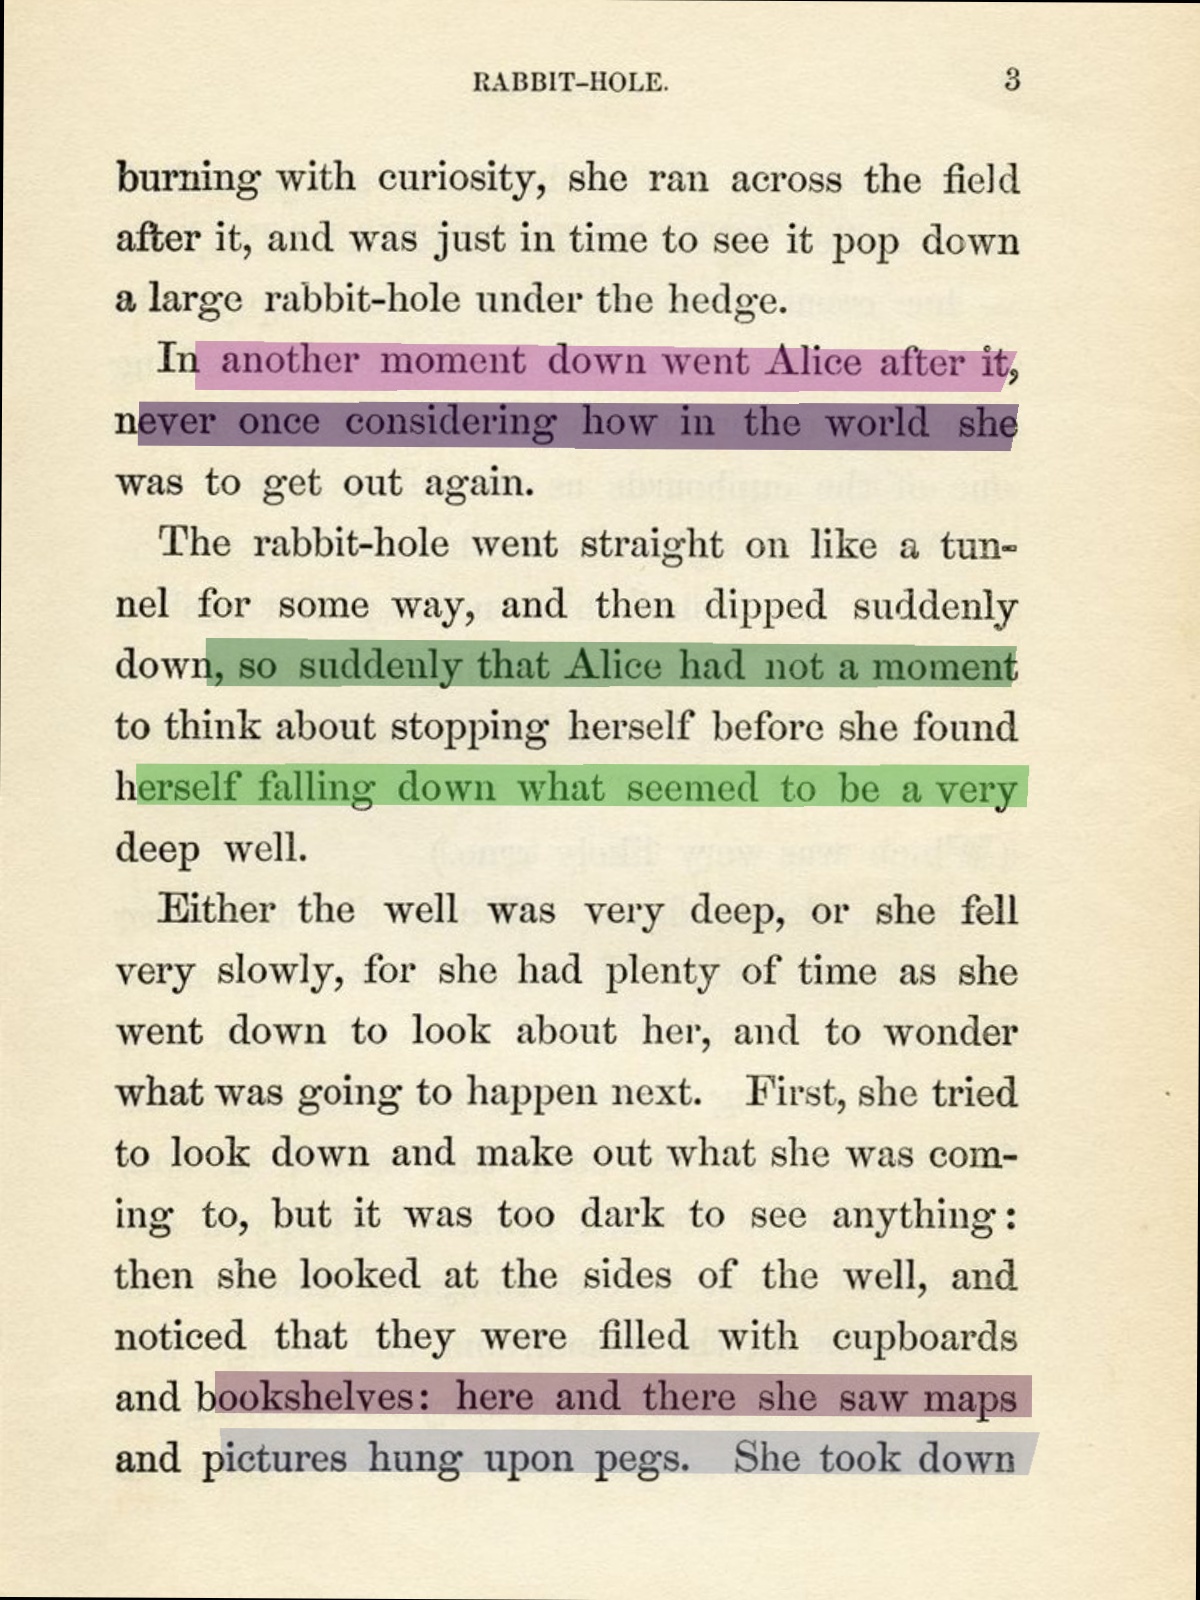 RABBIT-HOLE. 3
burning with curiosity, she ran across the field
after it, and was just in time to see it pop down
a large rabbit-hole under the hedge.
In another moment down went Alice after it,
never once considering how in the world she
was to get out again.
The rabbit-hole went straight on like a tun-
nel for some way, and then dipped suddenly
down, so suddenly that Alice had not a moment
to think about stopping herself before she found
herself falling down what seemed to be a very
deep well.
Either the well was very deep, or she fell
very slowly, for she had plenty of time as she
went down to look about her, and to wonder
what was going to happen next. First, she tried
to look down and make out what she was com-
ing to, but it was too dark to see anything:
then she looked at the sides of the well, and
noticed that they were filled with cupboards
and bookshelves: here and there she saw maps
and pictures hung upon pegs. She took down